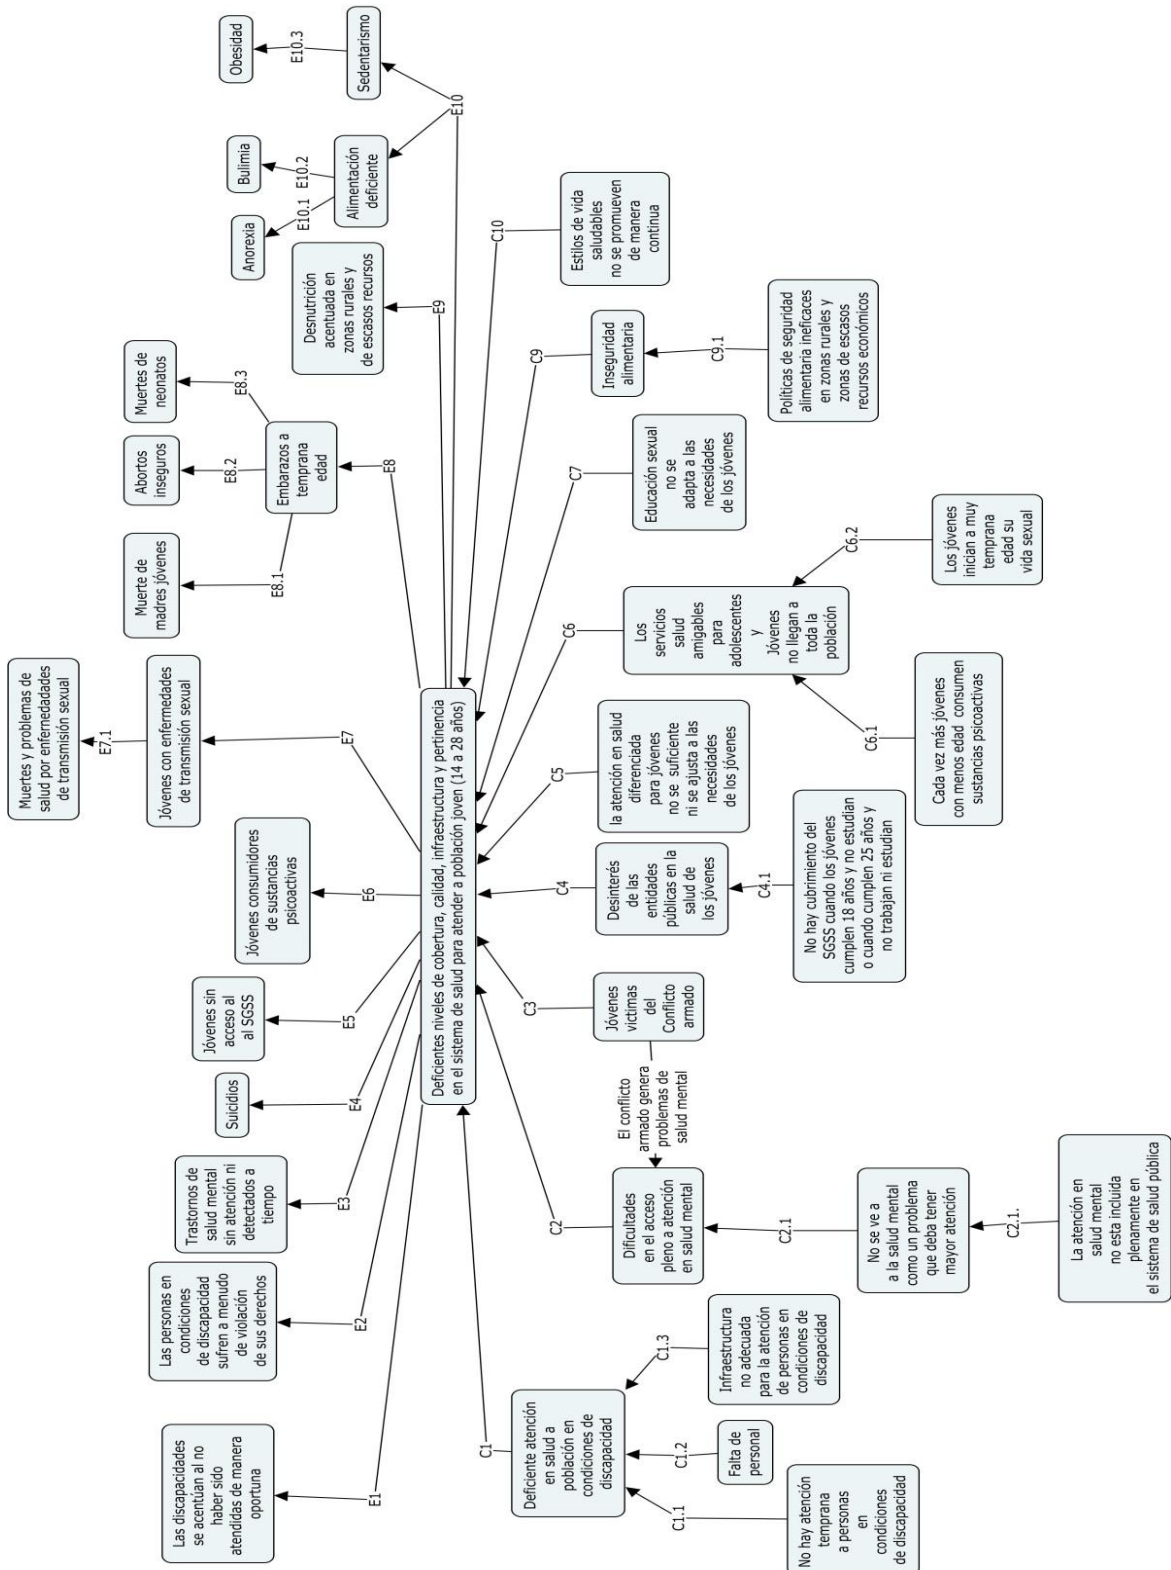 Muertes y problemas de
salud por enfernedadades
de transmisión sexual
E7.1
Las discapacidades
se acentúan al no
haber sido
atendidas de manera
oportuna
Las personas en
condiciones
de discapacidad
sufren a menudo
de violación
de sus derechos
Trastornos de
salud mental
sin atención ni
detectados a
tiempo
Suicidios
Jóvenes sin
acceso al
al SGSS
Jóvenes consumidores
de sustancias
psicoactivas
Jóvenes con enfermedades
de transmisión sexual
Muerte de
madres jóvenes
Abortos
inseguros
Muertes de
neonatos
E8.1
E8.2
E8.3
Embarazos a
temprana
edad
Desnutrición
acentuada en
zonas rurales y
de escasos recursos
Anorexia
Bulimia
Obesidad
E10.1
E10.2
E10.3
Alimentación
deficiente
Sedentarismo
E1
E2
E3
E4
E5
E6
E7
E8
E9
E10
Deficientes niveles de cobertura, calidad, infraestructura y pertinencia
en el sistema de salud para atender a población joven (14 a 28 años)
C1
C2
C3
C4
C5
C6
C7
C9
C10
Deficiente atención
en salud a
población en
condiciones de
discapacidad
Dificultades
en el acceso
pleno a atención
en salud mental
El conflicto
armado genera
problemas de
salud mental
Jóvenes
victimas
del
Conflicto
armado
Desinterés
de las
entidades
públicas en la
salud de
los jóvenes
la atención en salud
diferenciada
para jóvenes
no se suficiente
ni se ajusta a las
necesidades
de los jóvenes
Los
servicios
salud
amigables
para
adolescentes
y
Jóvenes
no llegan a
toda la
población
Educación sexual
no se
adapta a las
necesidades
de los jóvenes
Inseguridad
alimentaria
Estilos de vida
saludables
no se promueven
de manera
continua
C1.1
C1.2
C1.3
C2.1
C4.1
C6.1
C6.2
C9.1
No hay atención
temprana
a personas
en
condiciones
de discapacidad
Falta de
personal
Infraestructura
no adecuada
para la atención
de personas en
condiciones de
discapacidad
No se ve a
a la salud mental
como un problema
que deba tener
mayor atención
C2.1.
La atención en
salud mental
no esta incluida
plenamente en
el sistema de salud pública
No hay cubrimiento del
SGSS cuando los jóvenes
cumplen 18 años y no estudian
o cuando cumplen 25 años y
no trabajan ni estudian
Cada vez más jóvenes
con menos edad consumen
sustancias psicoactivas
Los jóvenes
inician a muy
temprana
edad su
vida sexual
Políticas de seguridad
alimentaria ineficaces
en zonas rurales y
zonas de escasos
recursos económicos